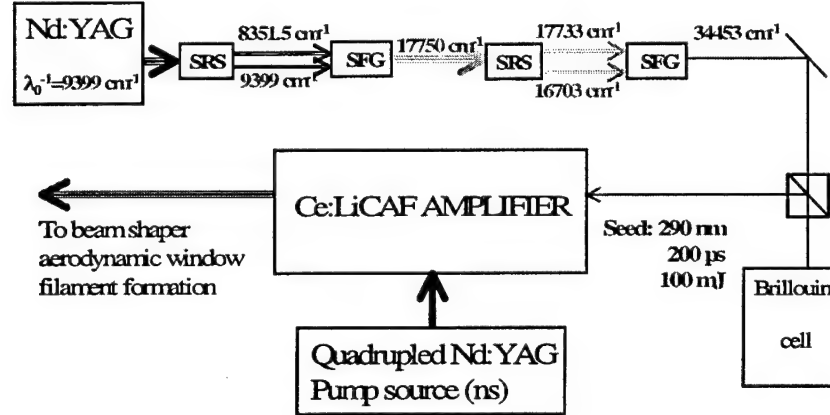 Nd:YAG
λ₀⁻¹=9399 cm⁻¹
SRS
8351.5 cm⁻¹
9399 cm⁻¹
SFG
17750 cm⁻¹
SRS
17733 cm⁻¹
16703 cm⁻¹
SFG
34453 cm⁻¹
Ce:LiCAF AMPLIFIER
To beam shaper
aerodynamic window
filament formation
Seed: 290 nm
200 ps
100 mJ
Brillouin
cell
Quadrupled Nd:YAG
Pump source (ns)